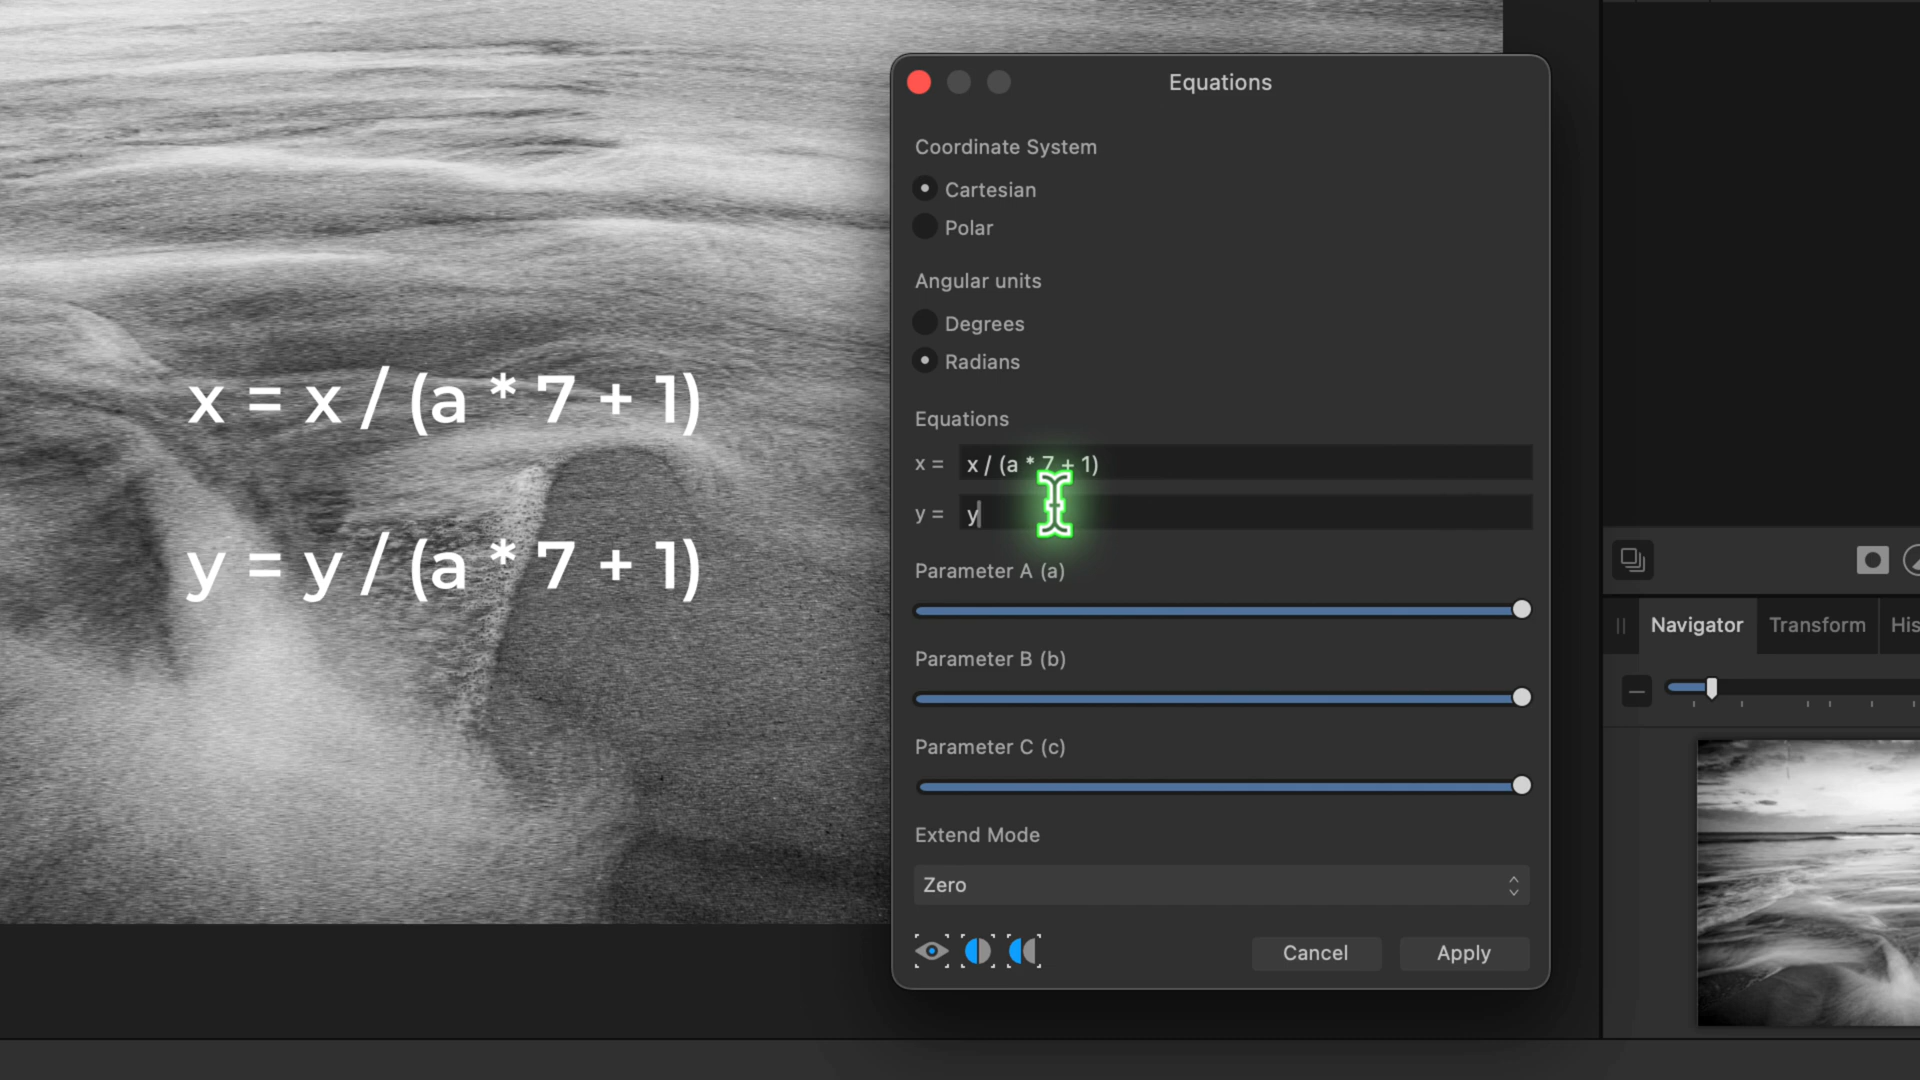 Equations
Coordinate System
Cartesian
Polar
Angular units
Degrees
Radians
Equations
x = x / (a * 7 + 1)
y = y
x = x / (a * 7 + 1)
y = y / (a * 7 + 1)
Parameter A (a)
Parameter B (b)
Parameter C (c)
Extend Mode
Zero
Cancel Apply
Navigator Transform His